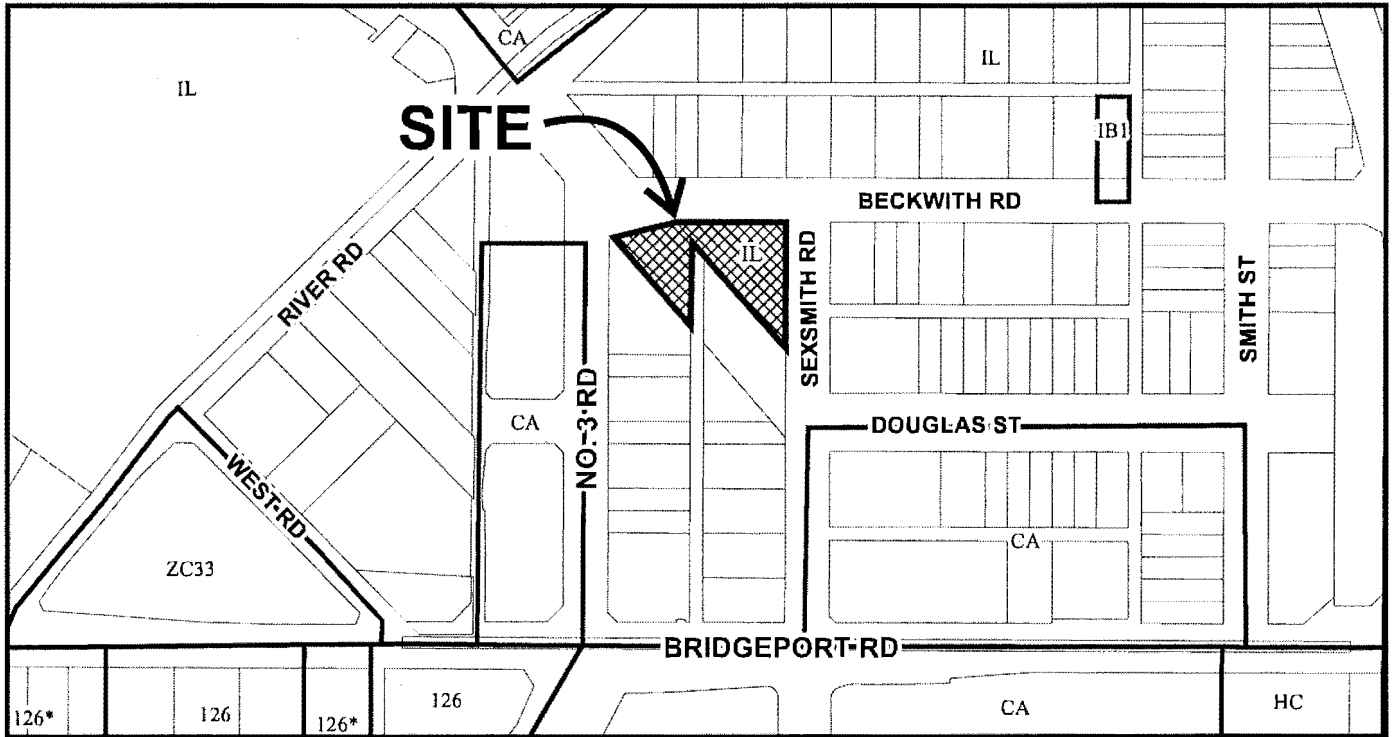 CA
IL
IL
SITE
IB1
BECKWITH RD
IL
RIVER RD
SEXSMITH RD
SMITH ST
NO. 3 RD
CA
DOUGLAS ST
WEST RD
CA
ZC33
BRIDGEPORT RD
126*
126
126*
126
CA
HC